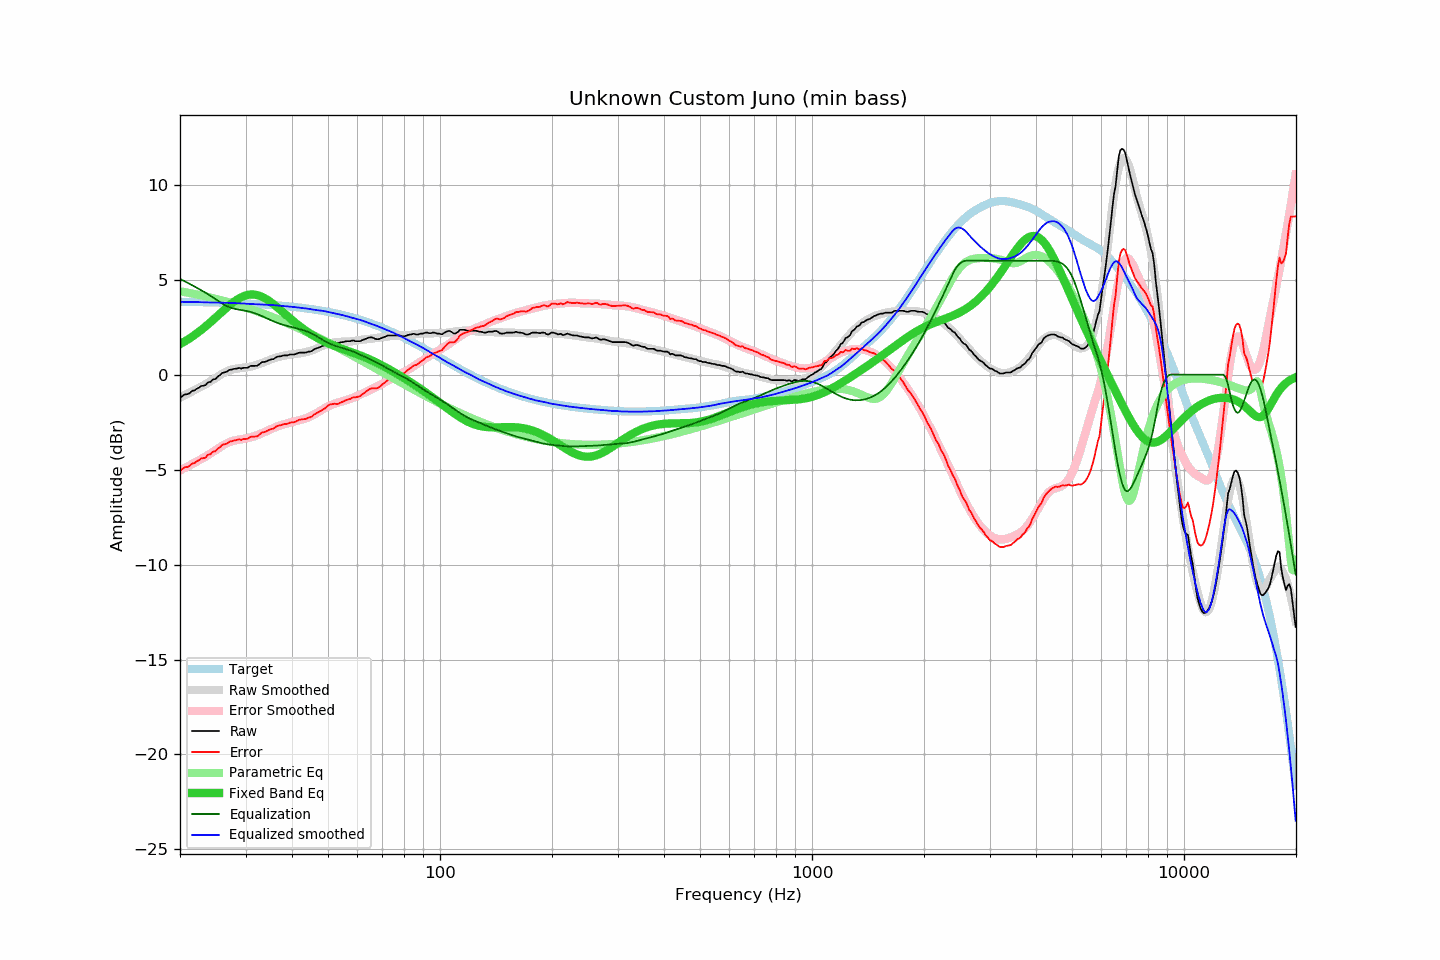 Unknown Custom Juno (min bass)
Amplitude (dBr)
10
5
0
−5
−10
−15
−20
−25
Target
Raw Smoothed
Error Smoothed
Raw
Error
Parametric Eq
Fixed Band Eq
Equalization
Equalized smoothed
100
1000
10000
Frequency (Hz)